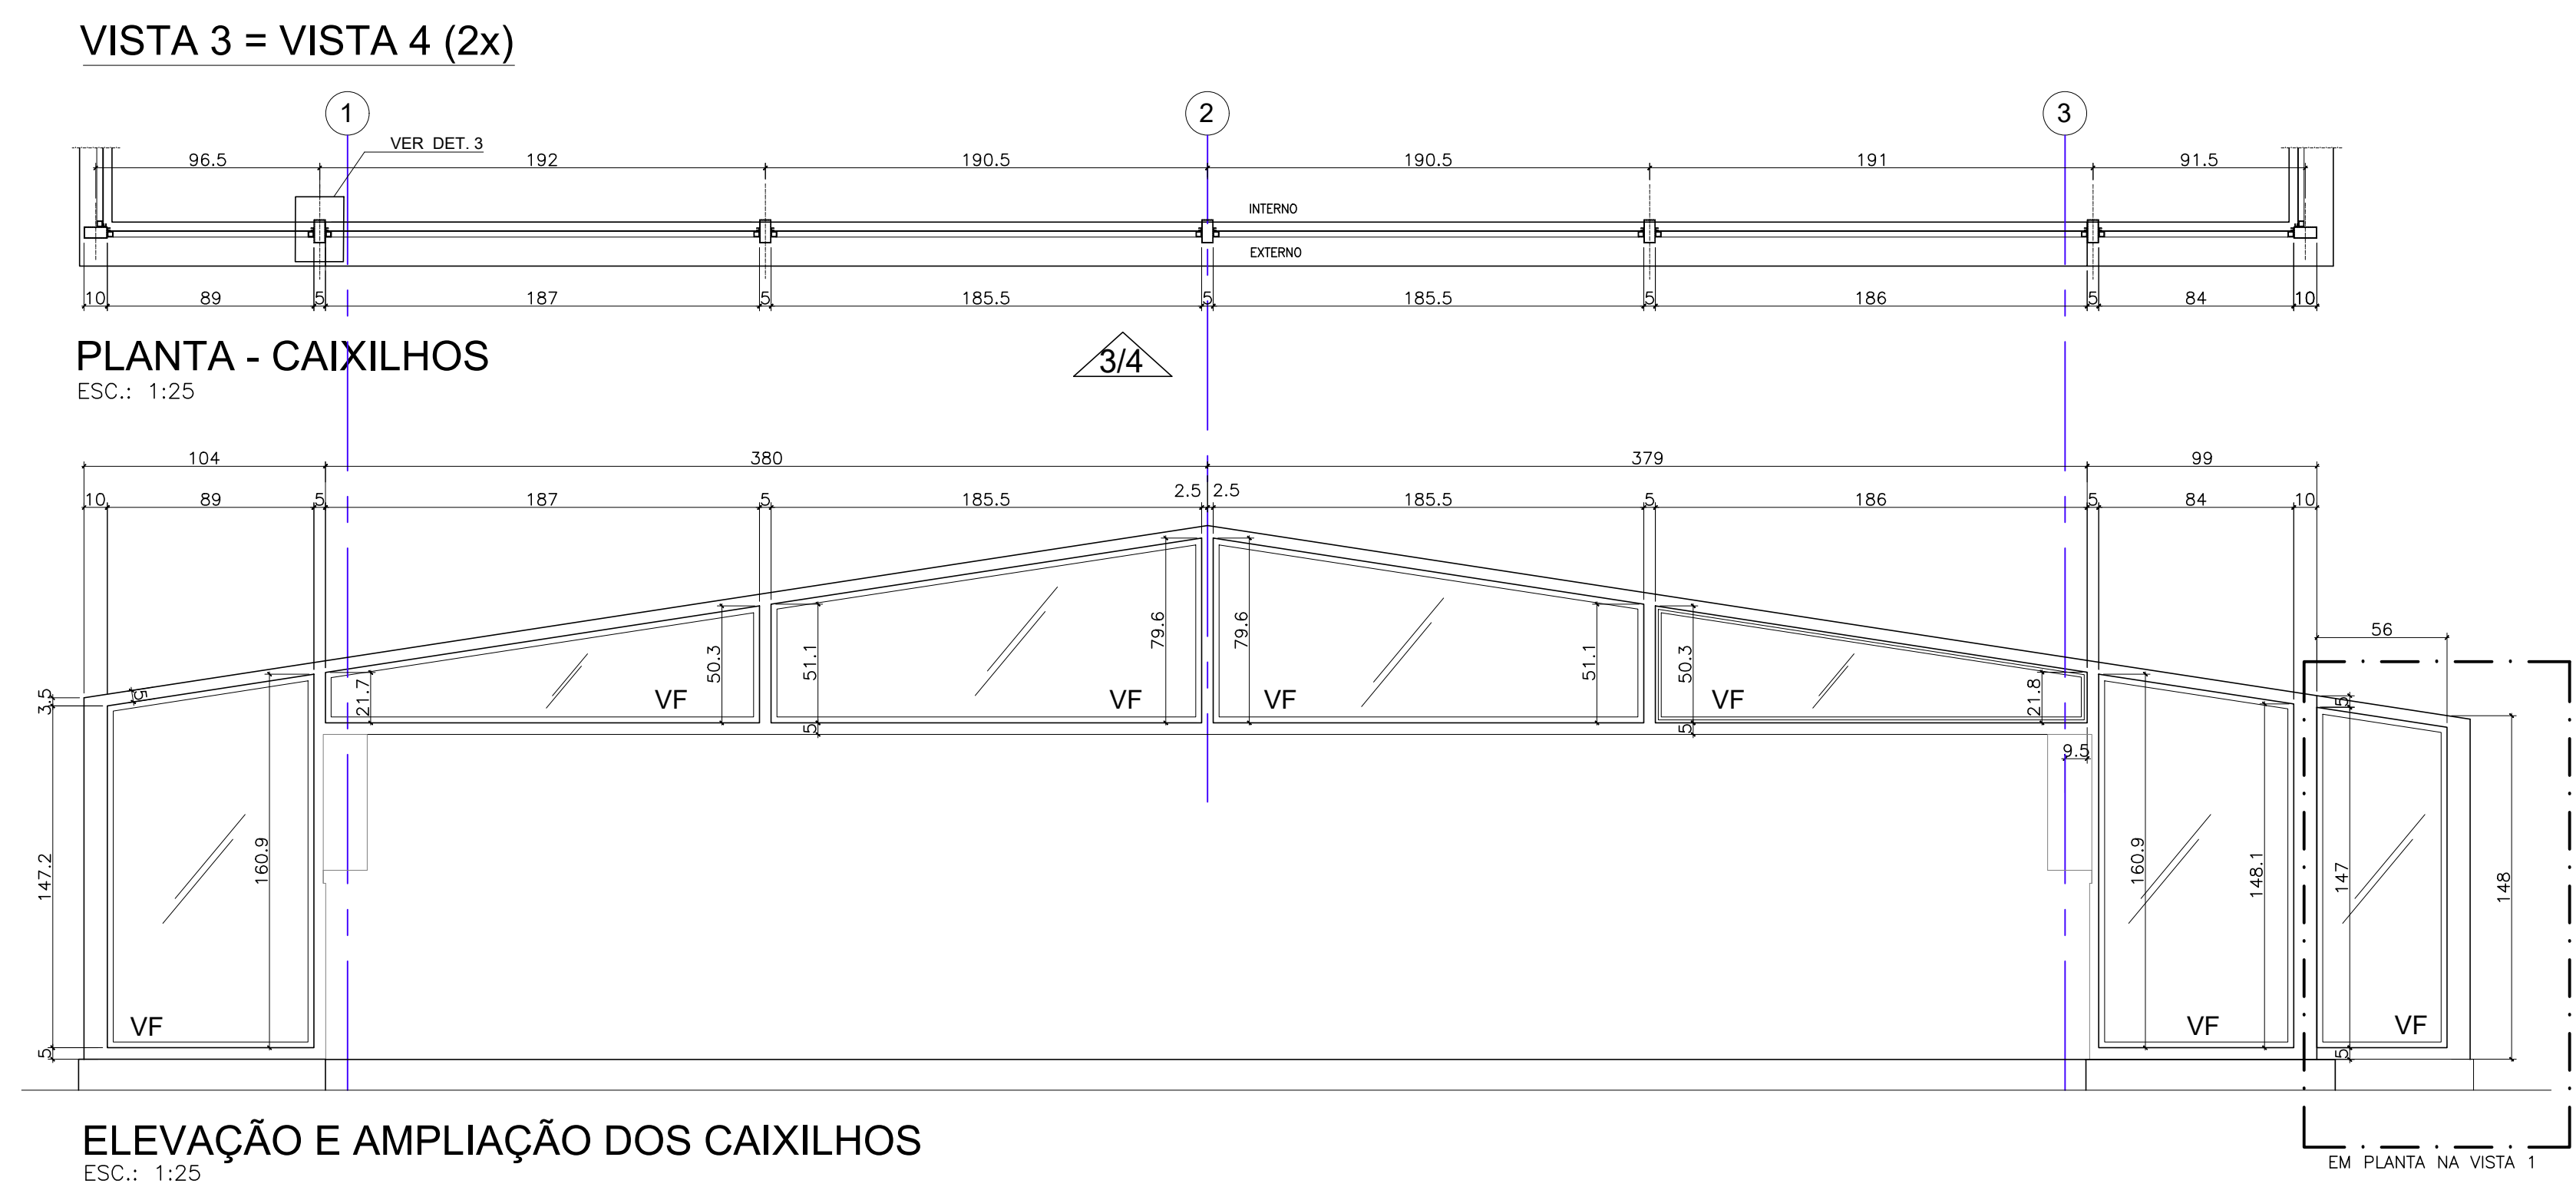 VISTA 3 = VISTA 4 (2x)
1 2 3
VER DET. 3
96.5 192 190.5 190.5 191 91.5
INTERNO
EXTERNO
10 89 5 187 5 185.5 5 185.5 5 186 5 84 10
PLANTA - CAIXILHOS
ESC.: 1:25
3/4
104 380 379 99
10 89 5 187 5 185.5 2.5 2.5 185.5 5 186 5 84 10
56
3.5 5 21.7 50.3 51.1 79.6 79.6 51.1 50.3 21.8 5
VF VF VF VF
5 5
9.5
147.2 160.9 160.9 148.1 147 148
VF VF VF
5 5
ELEVAÇÃO E AMPLIAÇÃO DOS CAIXILHOS
ESC.: 1:25
EM PLANTA NA VISTA 1